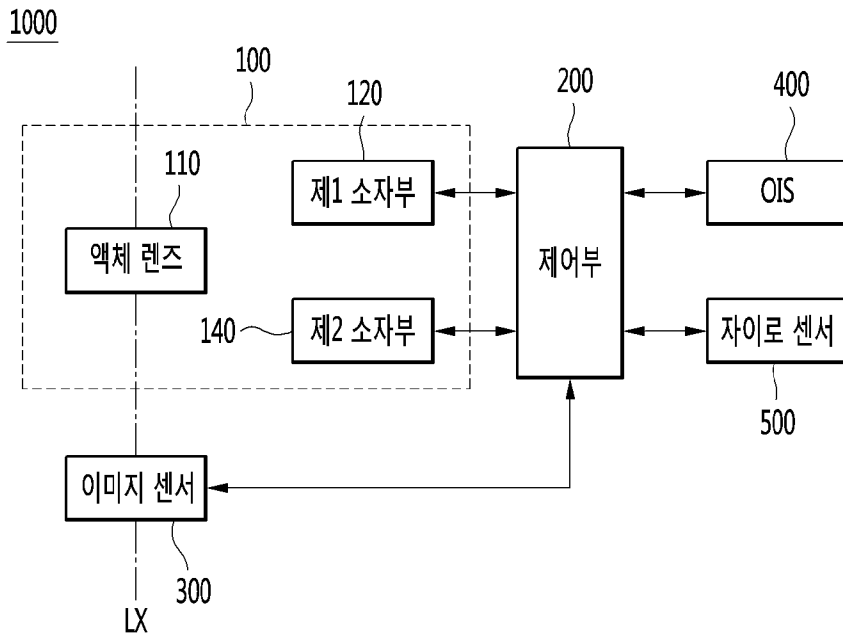 1000
100
120
200
400
110
제1 소자부
OIS
액체 렌즈
제어부
140
제2 소자부
자이로 센서
500
이미지 센서
300
LX